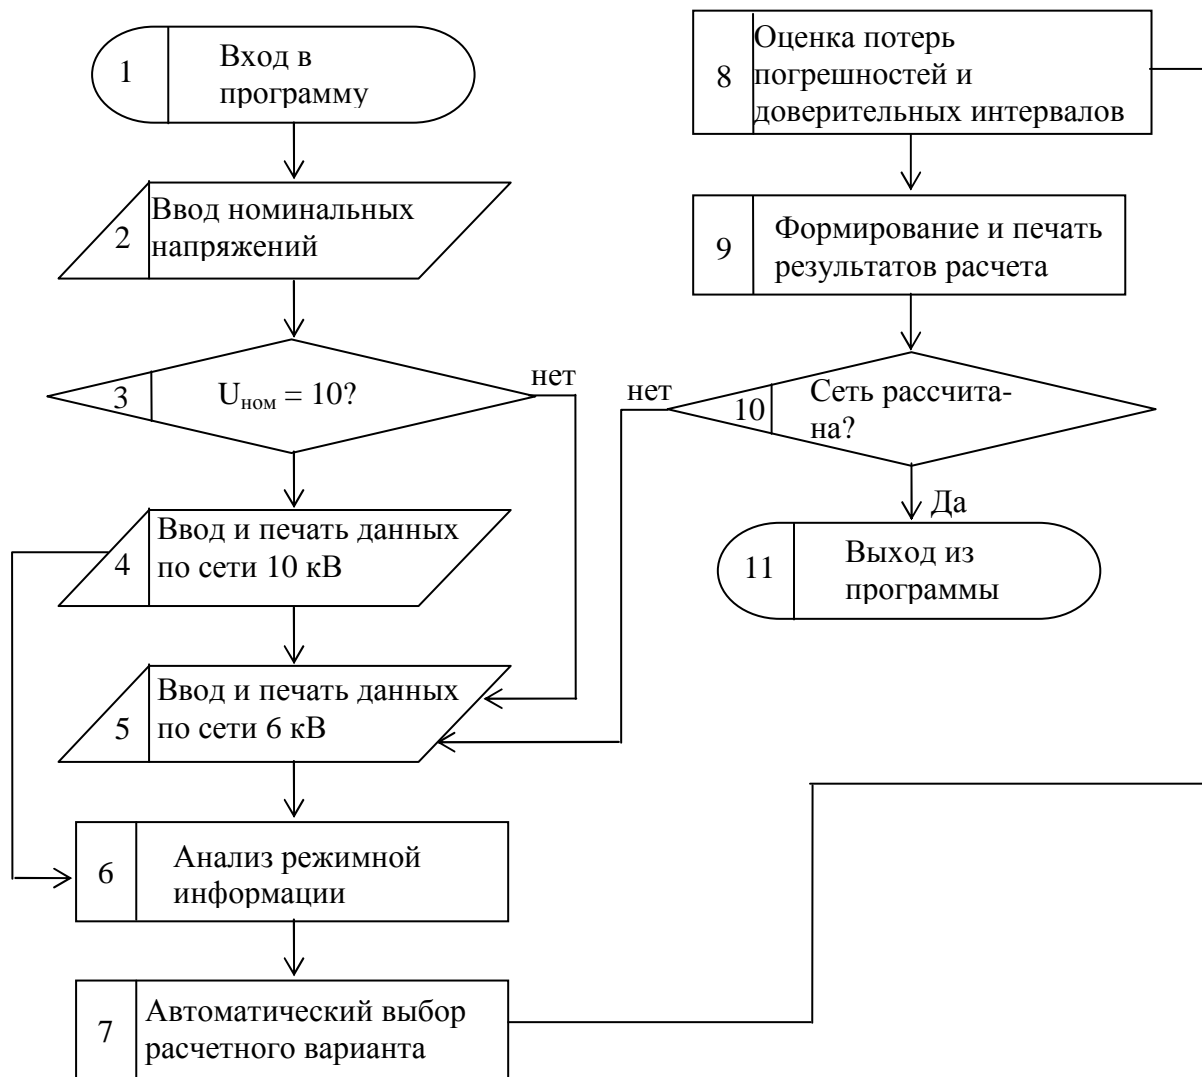 1
Вход в
программу
2
Ввод номинальных
напряжений
3
Uном = 10?
нет
4
Ввод и печать данных
по сети 10 кВ
5
Ввод и печать данных
по сети 6 кВ
6
Анализ режимной
информации
7
Автоматический выбор
расчетного варианта
8
Оценка потерь
погрешностей и
доверительных интервалов
9
Формирование и печать
результатов расчета
нет
10
Сеть рассчита-
на?
Да
11
Выход из
программы